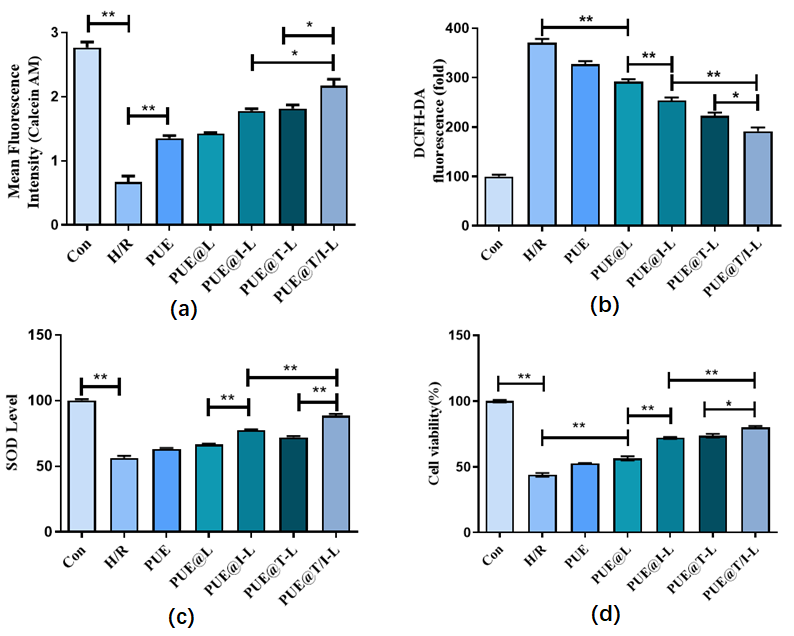 **
**
*
*
3
2
1
0
Mean Fluorescence
Intensity (Calcein AM)
Con
H/R
PUE
PUE@L
PUE@I-L
PUE@T-L
PUE@T/I-L
(a)
**
**
**
*
400
300
200
100
0
DCFH-DA
fluorescence (fold)
Con
H/R
PUE
PUE@L
PUE@I-L
PUE@T-L
PUE@T/I-L
(b)
**
**
**
**
150
100
50
0
SOD Level
Con
H/R
PUE
PUE@L
PUE@I-L
PUE@T-L
PUE@T/I-L
(c)
**
**
**
**
*
150
100
50
0
Cell viability(%)
Con
H/R
PUE
PUE@L
PUE@I-L
PUE@T-L
PUE@T/I-L
(d)